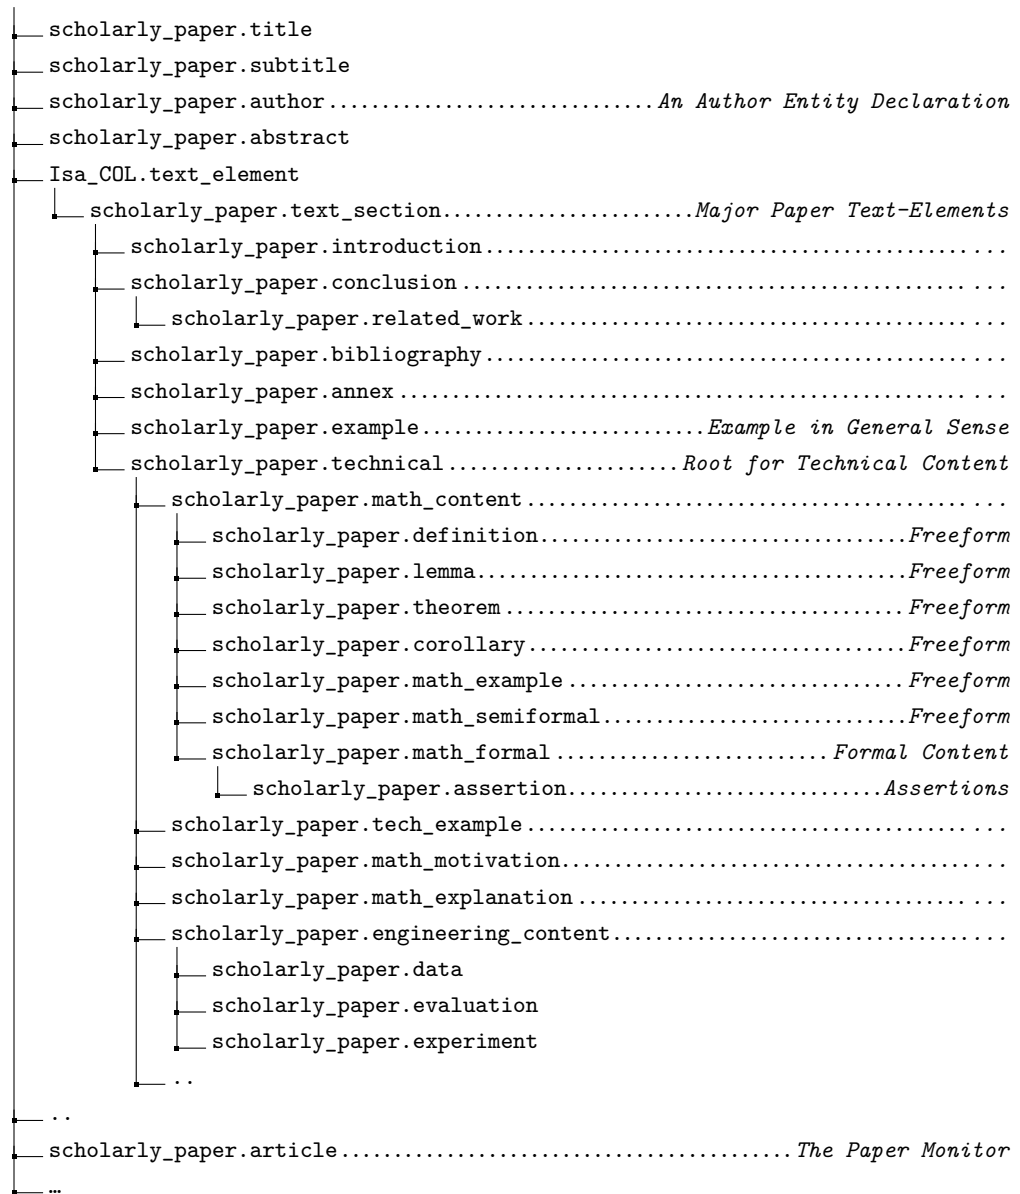 scholarly_paper.title
scholarly_paper.subtitle
scholarly_paper.author..............................An Author Entity Declaration
scholarly_paper.abstract
Isa_COL.text_element
scholarly_paper.text_section.......................Major Paper Text-Elements
scholarly_paper.introduction................................................
scholarly_paper.conclusion..................................................
scholarly_paper.related_work.............................................
scholarly_paper.bibliography................................................
scholarly_paper.annex........................................................
scholarly_paper.example..........................Example in General Sense
scholarly_paper.technical.....................Root for Technical Content
scholarly_paper.math_content.............................................
scholarly_paper.definition.................................Freeform
scholarly_paper.lemma.......................................Freeform
scholarly_paper.theorem.....................................Freeform
scholarly_paper.corollary...................................Freeform
scholarly_paper.math_example...............................Freeform
scholarly_paper.math_semiformal............................Freeform
scholarly_paper.math_formal.........................Formal Content
scholarly_paper.assertion.............................Assertions
scholarly_paper.tech_example.............................................
scholarly_paper.math_motivation..........................................
scholarly_paper.math_explanation........................................
scholarly_paper.engineering_content.....................................
scholarly_paper.data
scholarly_paper.evaluation
scholarly_paper.experiment
..
..
scholarly_paper.article..........................................The Paper Monitor
…